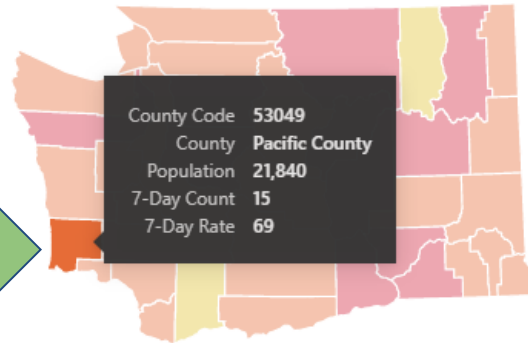 County Code 53049
County Pacific County
Population 21,840
7-Day Count 15
7-Day Rate 69